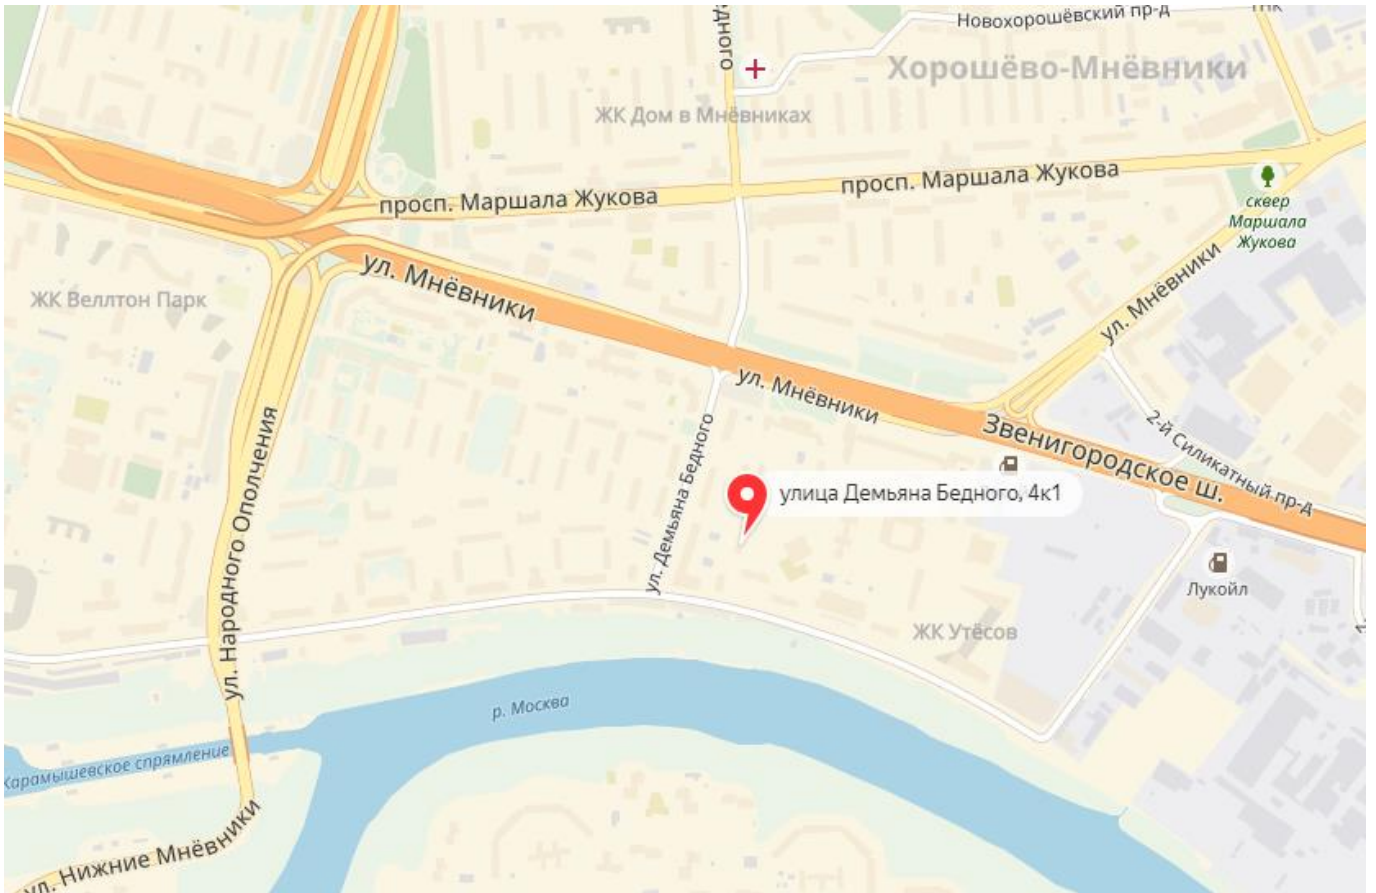 Новохорошёвский пр-д
Хорошёво-Мнёвники
ЖК Дом в Мнёвниках
просп. Маршала Жукова
просп. Маршала Жукова
сквер
Маршала
Жукова
ул. Мнёвники
ул. Мнёвники
ЖК Веллтон Парк
ул. Мнёвники
2-й Силикатный пр-д
Звенигородское ш.
ул. Народного Ополчения
ул. Демьяна Бедного
улица Демьяна Бедного, 4к1
Лукойл
ЖК Утёсов
р. Москва
Карамышевское спрямление
ул. Нижние Мнёвники